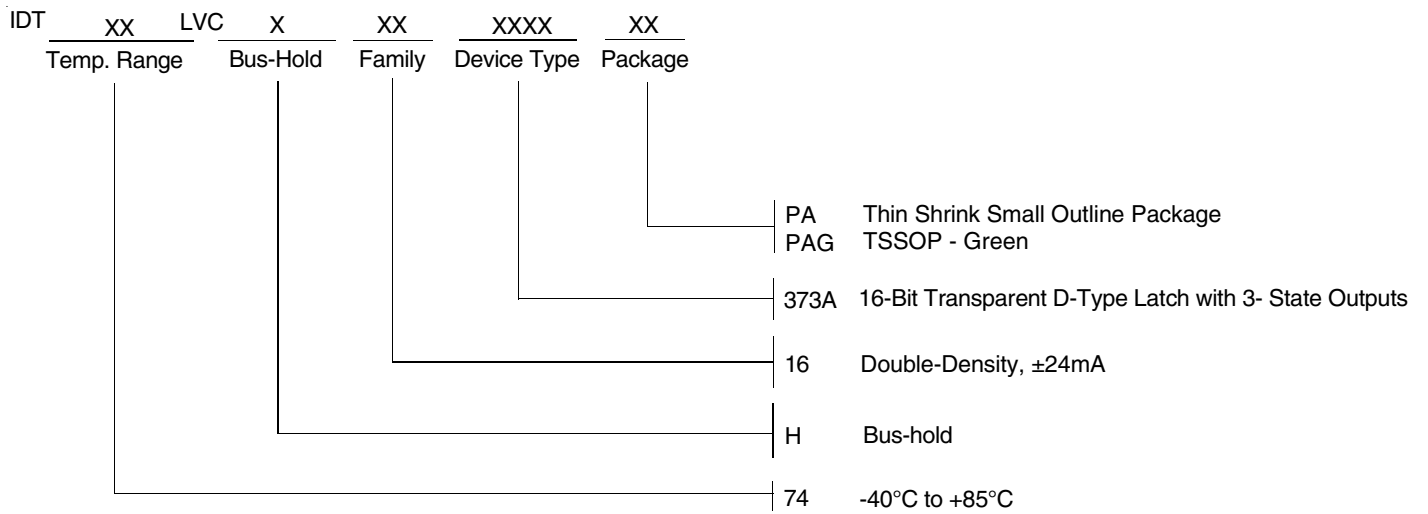 IDT XX LVC X XX XXXX XX
Temp. Range Bus-Hold Family Device Type Package
PA Thin Shrink Small Outline Package
PAG TSSOP - Green
373A 16-Bit Transparent D-Type Latch with 3- State Outputs
16 Double-Density, ±24mA
H Bus-hold
74 -40°C to +85°C